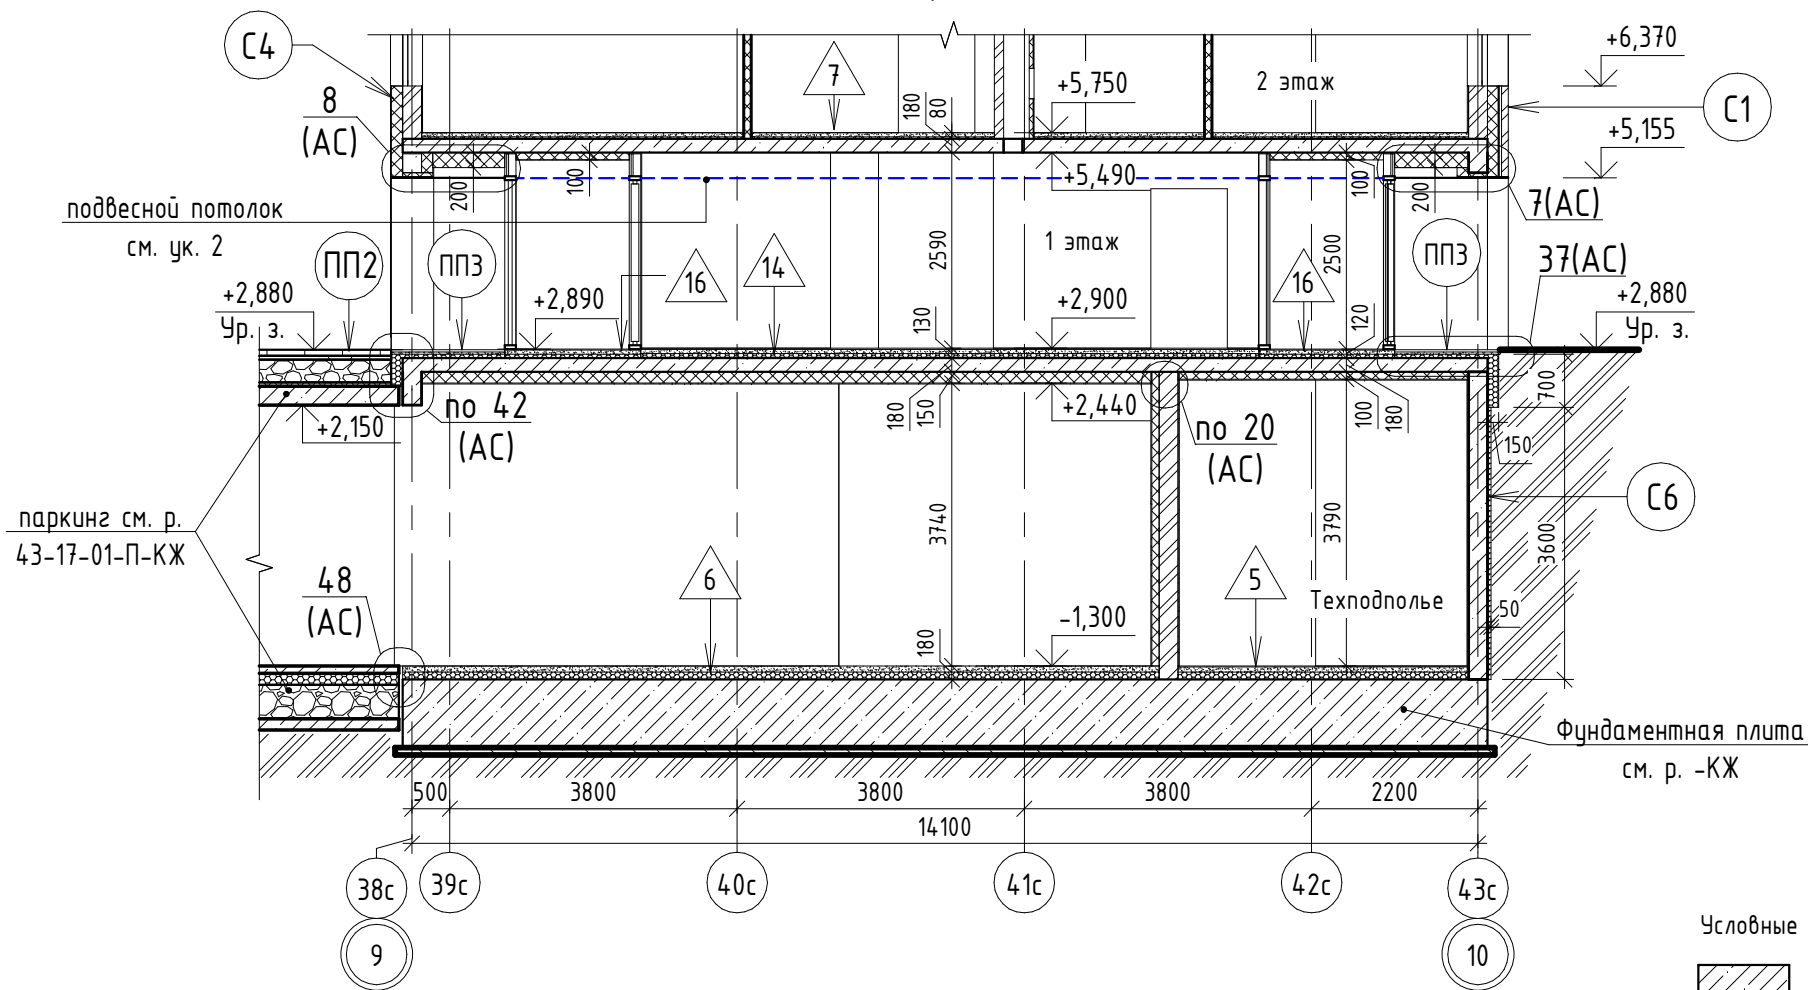 С4
8
(АС)
7
180
80
+5,750
2 этаж
+6,370
С1
+5,155
200
100
+5,490
100
200
7(АС)
подвесной потолок
см. ук. 2
ПП2
ПП3
16
14
2590
1 этаж
16
2500
ПП3
37(АС)
+2,880
Ур. з.
+2,890
130
+2,900
120
+2,880
Ур. з.
+2,150
по 42
(АС)
180
150
+2,440
по 20
(АС)
100
180
700
150
С6
паркинг см. р.
43-17-01-П-КЖ
3740
3790
3600
48
(АС)
6
5
Техподполье
50
180
-1,300
Фундаментная плита
см. р. -КЖ
500
3800
3800
3800
2200
14100
38с
39с
40с
41с
42с
43с
9
10
Условные